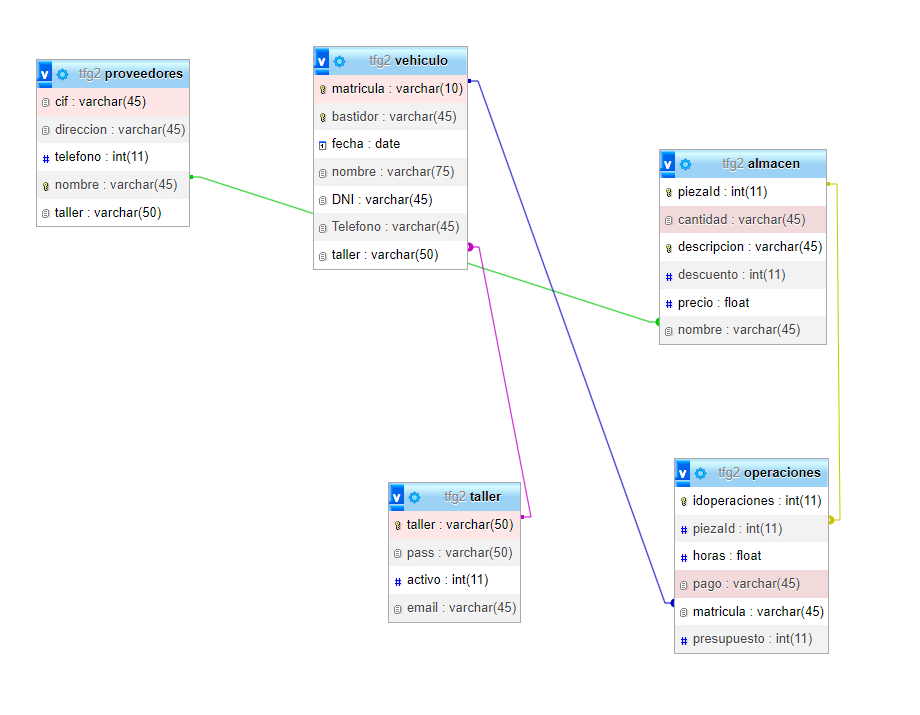 tfg2 proveedores
cif : varchar(45)
direccion : varchar(45)
telefono : int(11)
nombre : varchar(45)
taller : varchar(50)
tfg2 vehiculo
matricula : varchar(10)
bastidor : varchar(45)
fecha : date
nombre : varchar(75)
DNI : varchar(45)
Telefono : varchar(45)
taller : varchar(50)
tfg2 almacen
piezaId : int(11)
cantidad : varchar(45)
descripcion : varchar(45)
descuento : int(11)
precio : float
nombre : varchar(45)
tfg2 taller
taller : varchar(50)
pass : varchar(50)
activo : int(11)
email : varchar(45)
tfg2 operaciones
idoperaciones : int(11)
piezaId : int(11)
horas : float
pago : varchar(45)
matricula : varchar(45)
presupuesto : int(11)